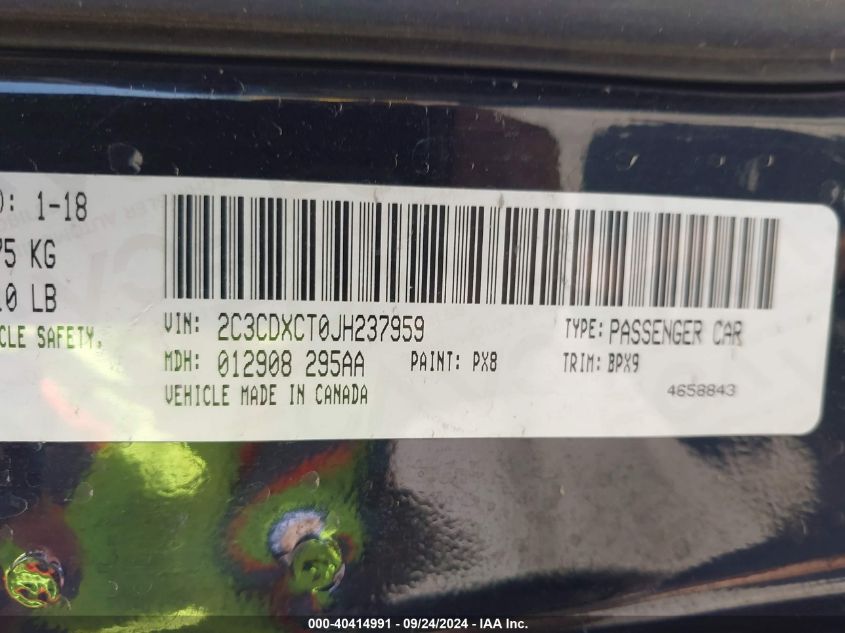 ): 1-18
75 KG
10 LB
CLE SAFETY,
VIN: 2C3CDXCT0JH237959
TYPE: PASSENGER CAR
MDH: 012908 295AA
PAINT: PX8
TRIM: BPX9
VEHICLE MADE IN CANADA
4658843
000-40414991 - 09/24/2024 - IAA Inc.